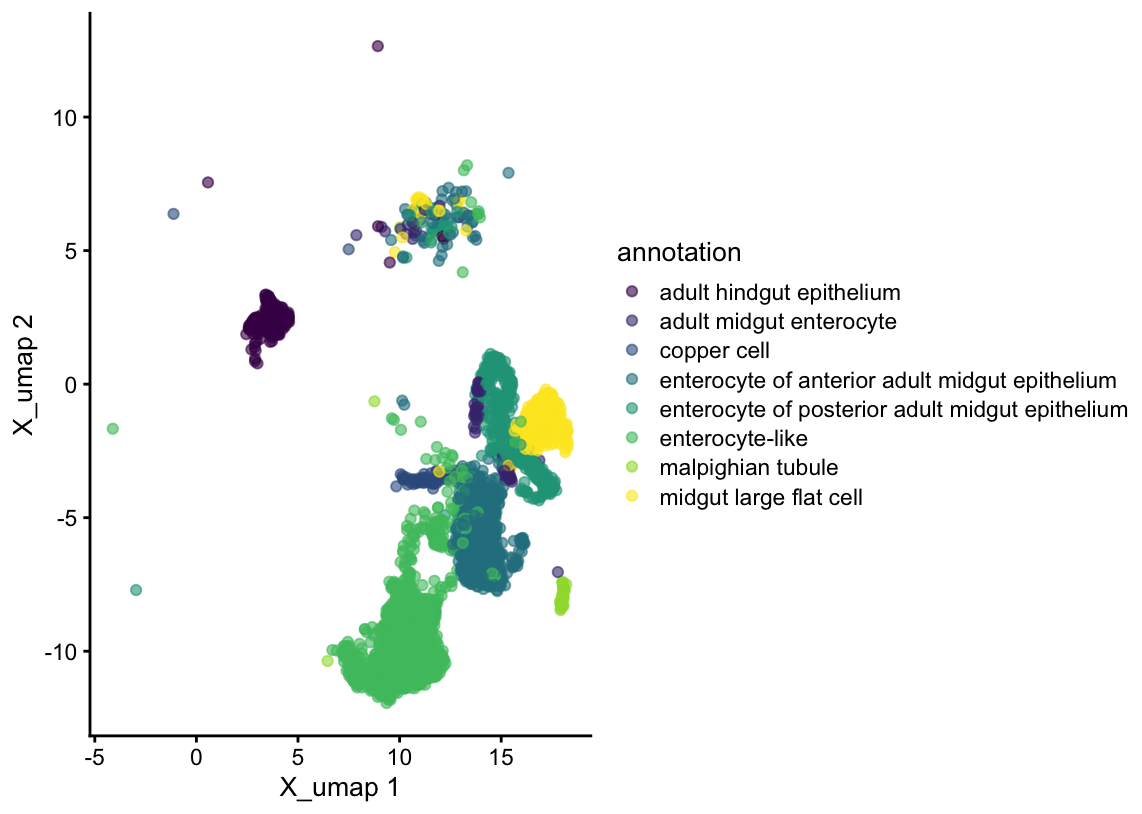 10
5
0
-5
-10
X_umap 2
-5
0
5
10
15
X_umap 1
annotation
adult hindgut epithelium
adult midgut enterocyte
copper cell
enterocyte of anterior adult midgut epithelium
enterocyte of posterior adult midgut epithelium
enterocyte-like
malpighian tubule
midgut large flat cell